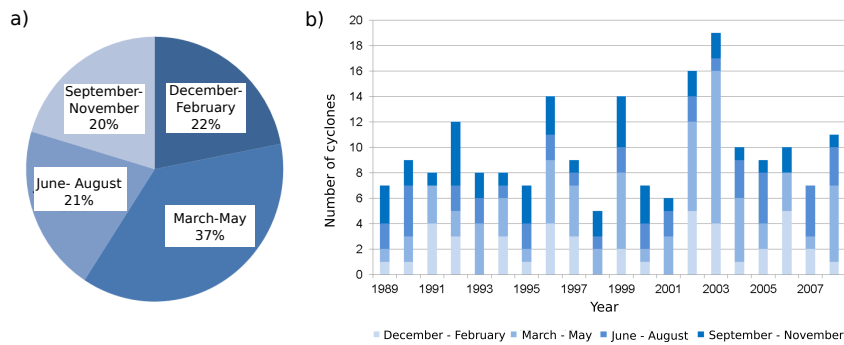 a)
September-
November
20%
December-
February
22%
June- August
21%
March-May
37%
b)
Number of cyclones
20
18
16
14
12
10
8
6
4
2
0
1989 1991 1993 1995 1997 1999 2001 2003 2005 2007
Year
December - February March - May June - August September - November